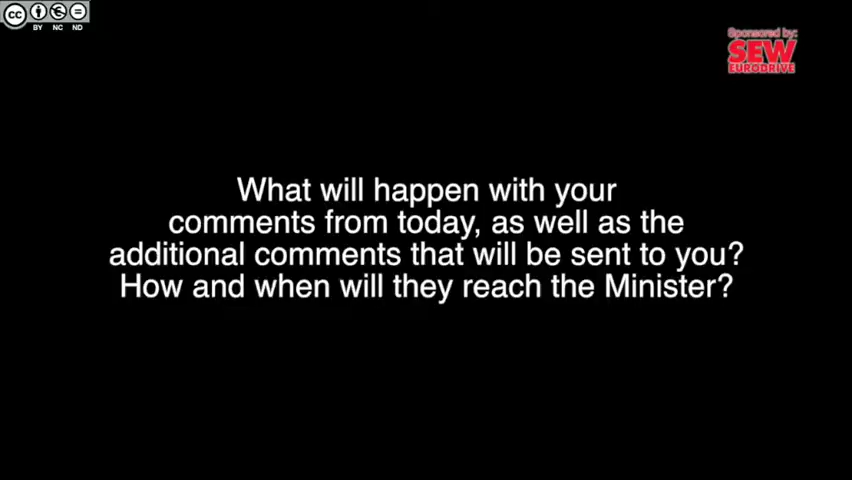 cc
BY NC ND
Sponsored by:
SEW
EURODRIVE
What will happen with your
comments from today, as well as the
additional comments that will be sent to you?
How and when will they reach the Minister?